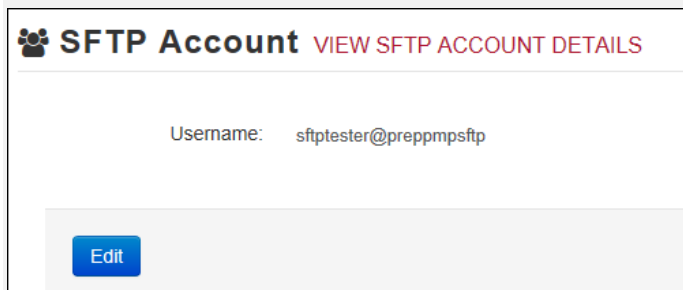 SFTP Account VIEW SFTP ACCOUNT DETAILS
Username: sftptester@preppmpsftp
Edit